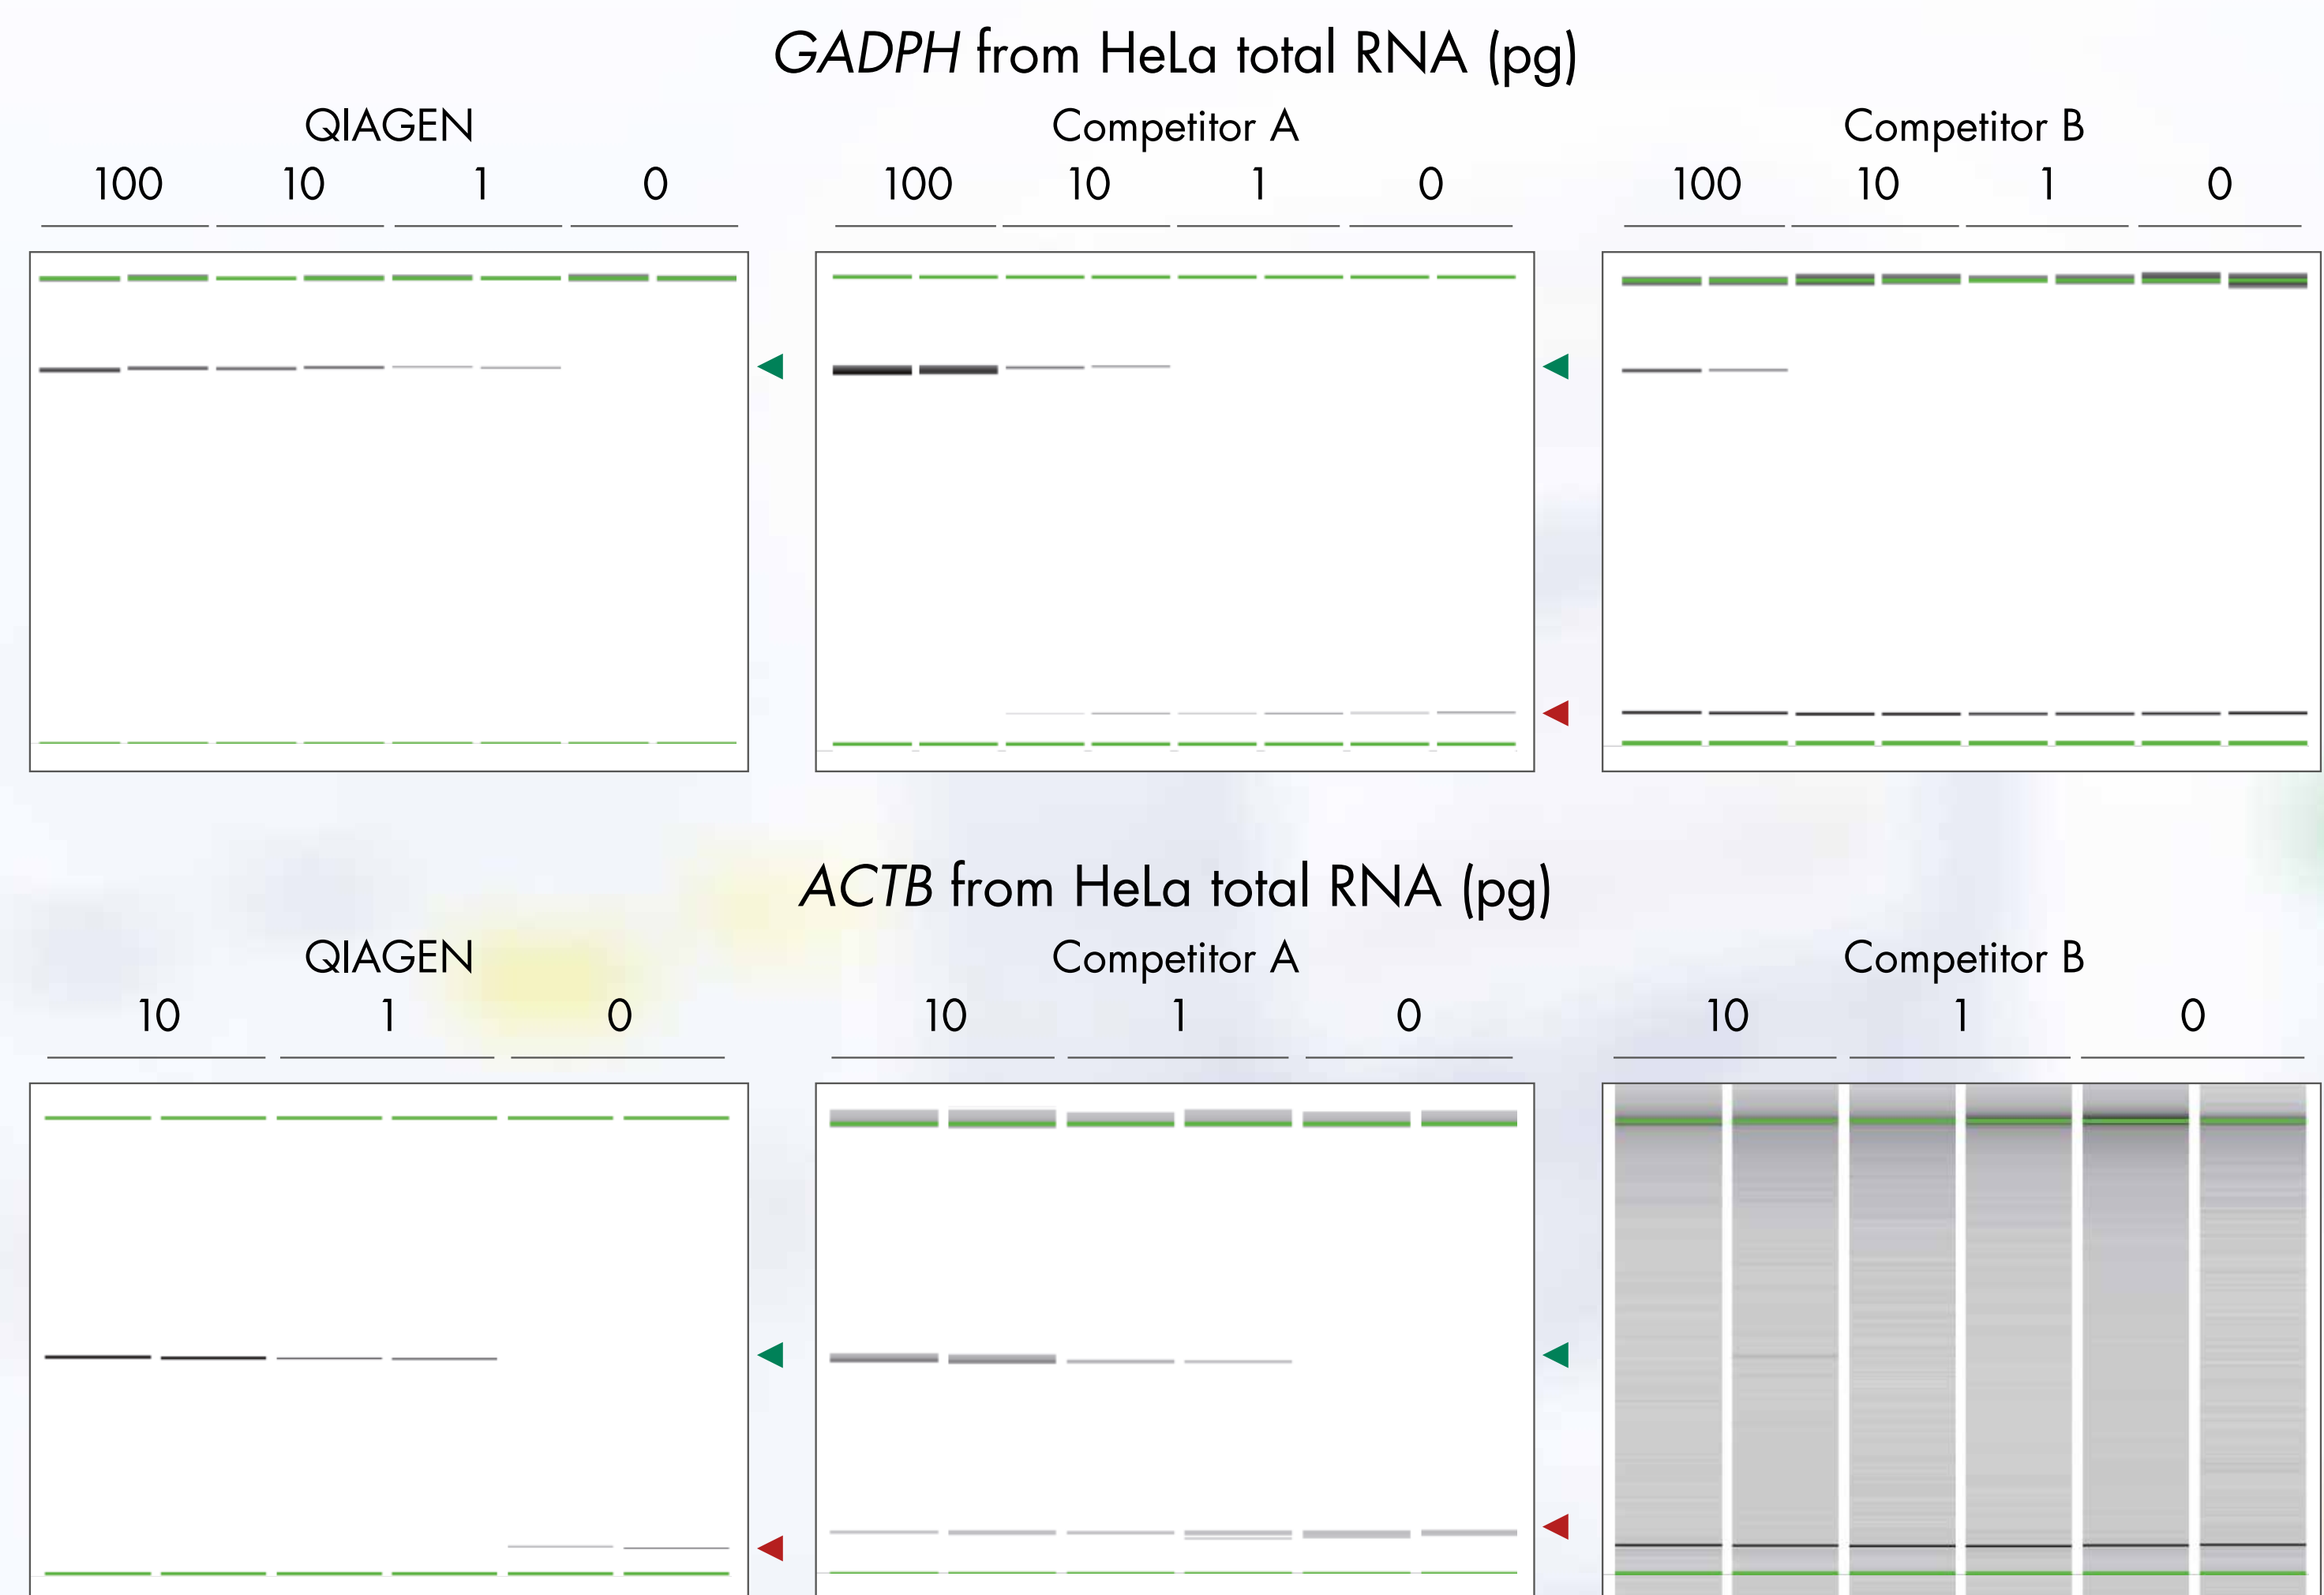 GADPH from HeLa total RNA (pg)
QIAGEN Competitor A Competitor B
100 10 1 0 100 10 1 0 100 10 1 0
ACTB from HeLa total RNA (pg)
QIAGEN Competitor A Competitor B
10 1 0 10 1 0 10 1 0